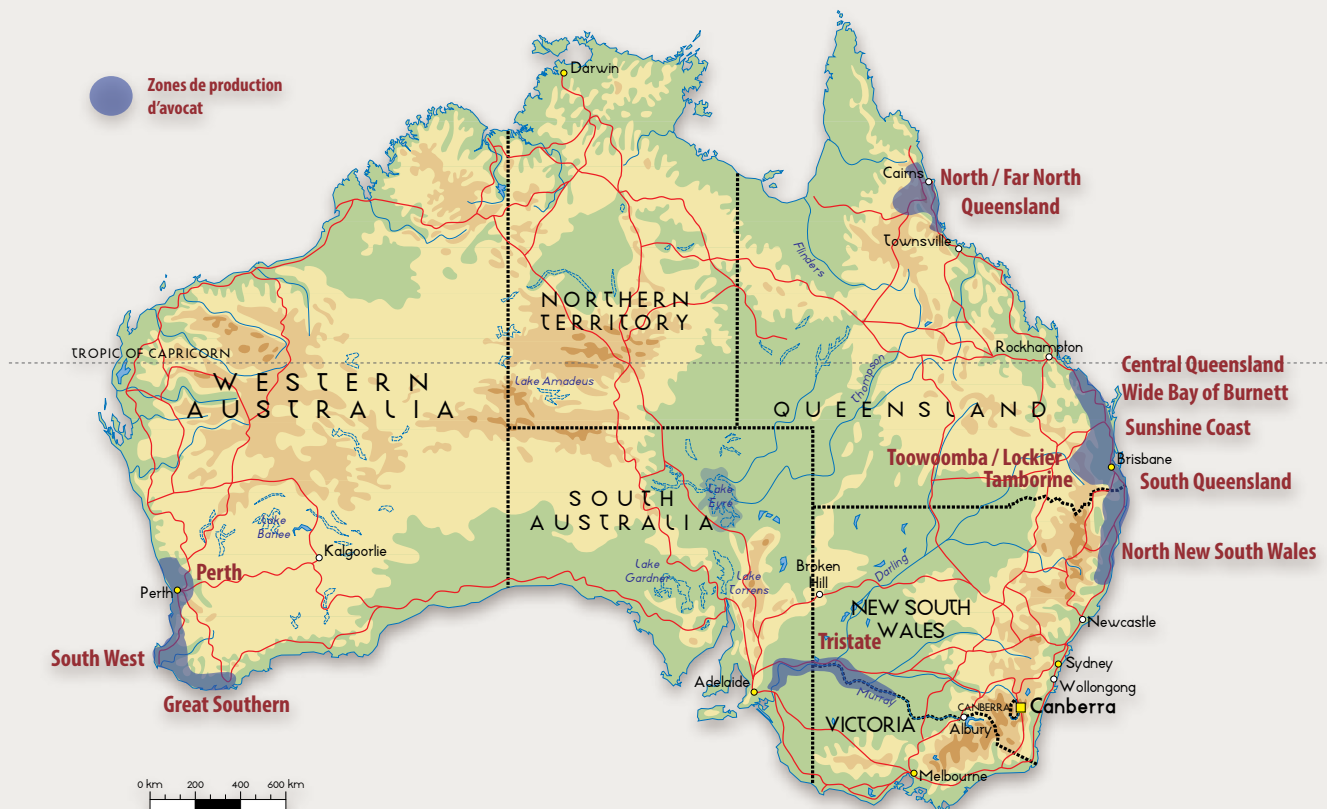 Darwin
Zones de production
d'avocat
Cairns
North / Far North
Queensland
Townsville
Flinders
NORTHERN
TERRITORY
Rockhampton
TROPIC OF CAPRICORN
Central Queensland
Wide Bay of Burnett
WESTERN
AUSTRALIA
Lake Amadeus
Thompson
QUEENSLAND
Sunshine Coast
Toowoomba / Lockier
Tamborine
Brisbane
South Queensland
SOUTH
AUSTRALIA
Lake
Eyre
Lake
Barlee
Kalgoorlie
North New South Wales
Perth
Perth
Lake
Gardner
Lake
Torrens
Broken
Hill
Darling
NEW SOUTH
WALES
Newcastle
Tristate
South West
Great Southern
Sydney
Wollongong
Adelaide
Murray
CANBERRA
Canberra
VICTORIA
Albury
Melbourne
0 km 200 400 600 km